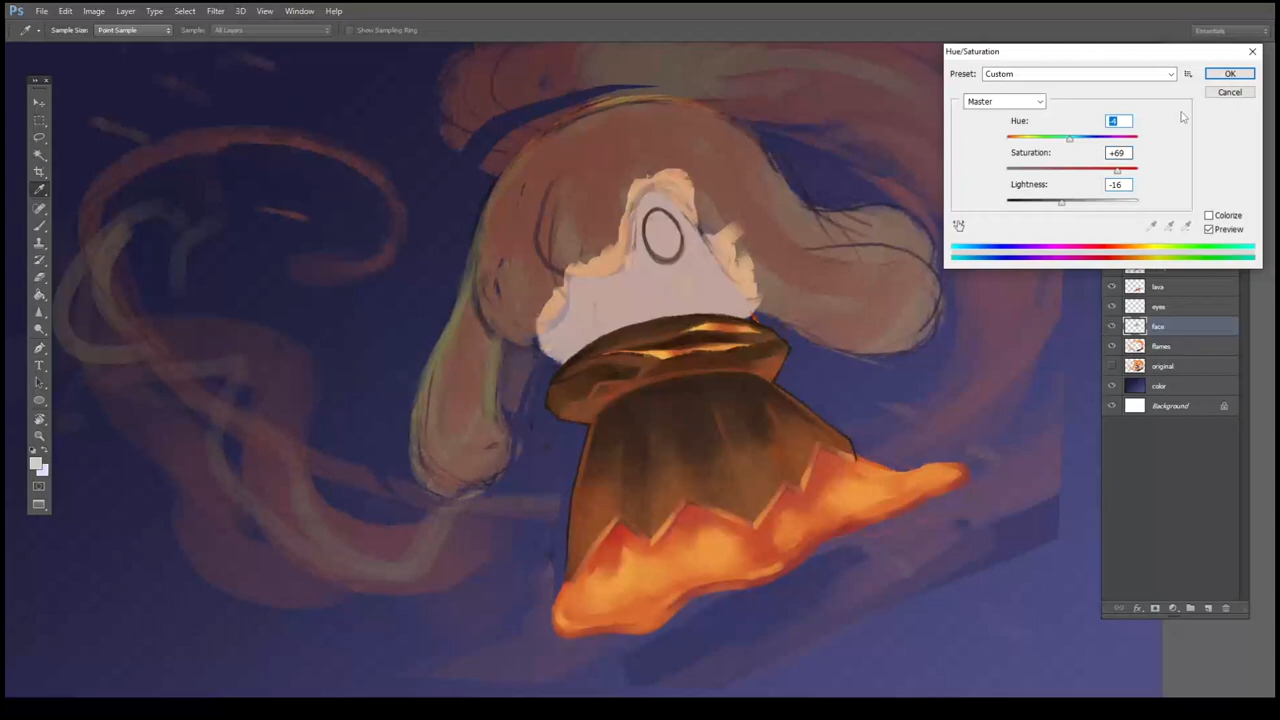 Ps File Edit Image Layer Type Select Filter 3D View Window Help
Sample Size: Point Sample Sample: All Layers Show Sampling Ring Essentials
Hue/Saturation
Preset: Custom OK
Master Cancel
Hue: -4
Saturation: +69
Lightness: -16
Colorize
Preview
lava
eyes
face
flames
original
color
Background